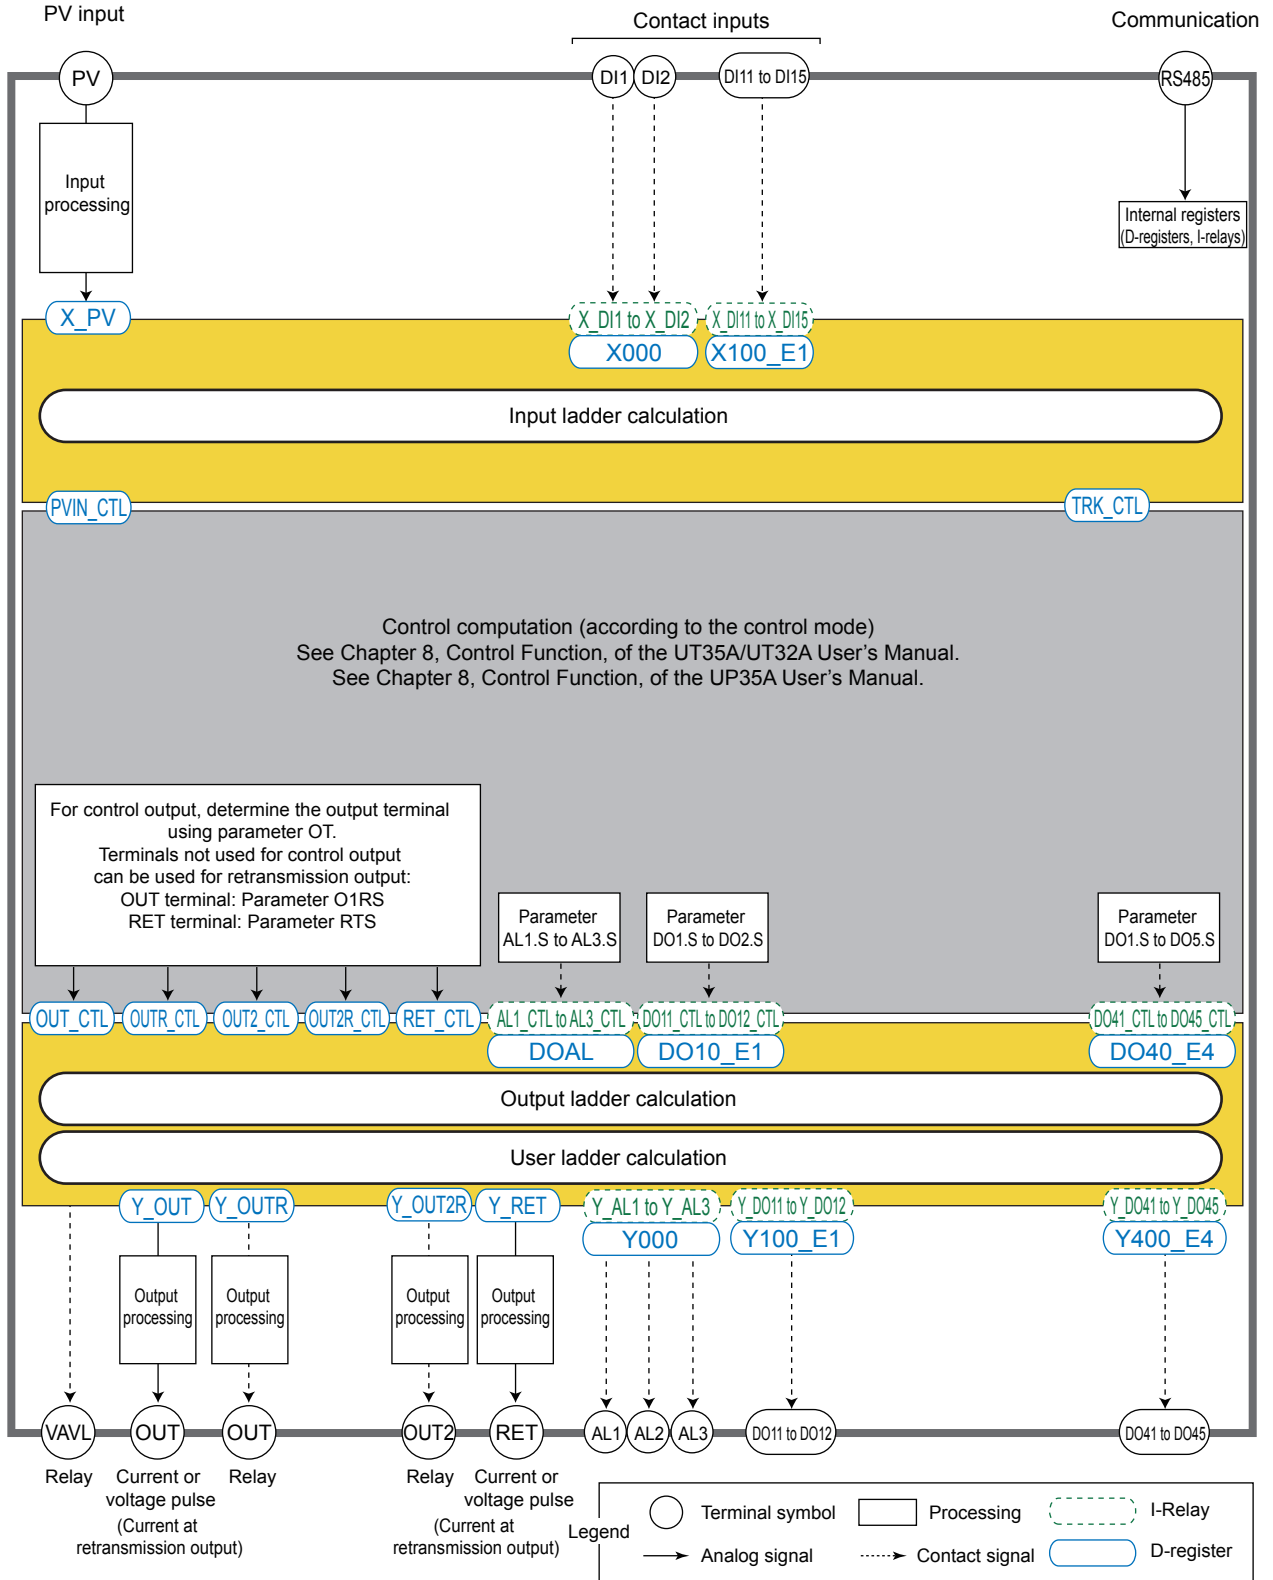 PV input
Contact inputs
Communication
PV
DI1
DI2
DI11 to DI15
RS485
Input
processing
Internal registers
(D-registers, I-relays)
X_PV
X_DI1 to X_DI2
X_DI11 to X_DI15
X000
X100_E1
Input ladder calculation
PVIN_CTL
TRK_CTL
Control computation (according to the control mode)
See Chapter 8, Control Function, of the UT35A/UT32A User's Manual.
See Chapter 8, Control Function, of the UP35A User's Manual.
For control output, determine the output terminal
using parameter OT.
Terminals not used for control output
can be used for retransmission output:
OUT terminal: Parameter O1RS
RET terminal: Parameter RTS
Parameter
AL1.S to AL3.S
Parameter
DO1.S to DO2.S
Parameter
DO1.S to DO5.S
OUT_CTL
OUTR_CTL
OUT2_CTL
OUT2R_CTL
RET_CTL
AL1_CTL to AL3_CTL
DO11_CTL to DO12_CTL
DO41_CTL to DO45_CTL
DOAL
DO10_E1
DO40_E4
Output ladder calculation
User ladder calculation
Y_OUT
Y_OUTR
Y_OUT2R
Y_RET
Y_AL1 to Y_AL3
Y_DO11 to Y_DO12
Y_DO41 to Y_DO45
Y000
Y100_E1
Y400_E4
Output
processing
Output
processing
Output
processing
Output
processing
VAVL
OUT
OUT
OUT2
RET
AL1
AL2
AL3
DO11 to DO12
DO41 to DO45
Relay
Current or
voltage pulse
(Current at
retransmission output)
Relay
Relay
Current or
voltage pulse
(Current at
retransmission output)
Legend
Terminal symbol
Processing
I-Relay
Analog signal
Contact signal
D-register